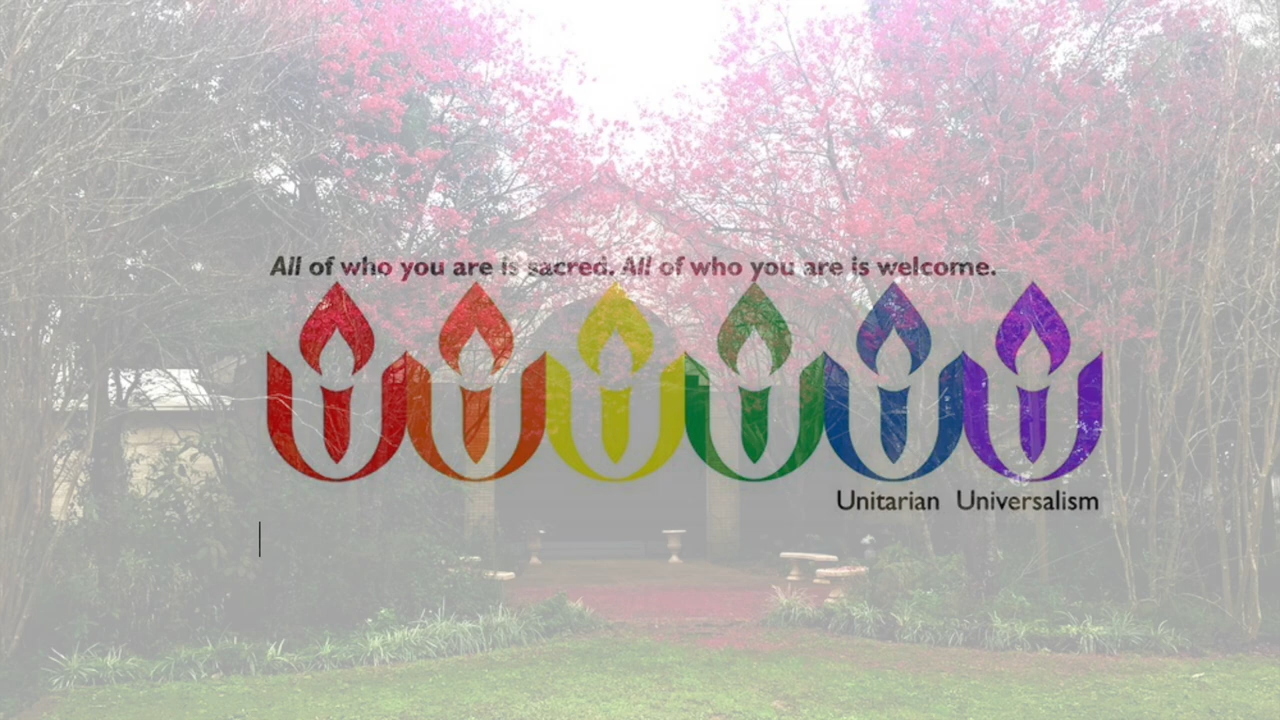 All of who you are is sacred. All of who you are is welcome.
Unitarian Universalism